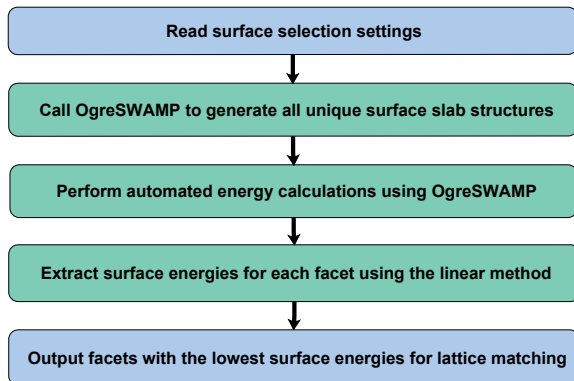 Read surface selection settings
Call OgreSWAMP to generate all unique surface slab structures
Perform automated energy calculations using OgreSWAMP
Extract surface energies for each facet using the linear method
Output facets with the lowest surface energies for lattice matching